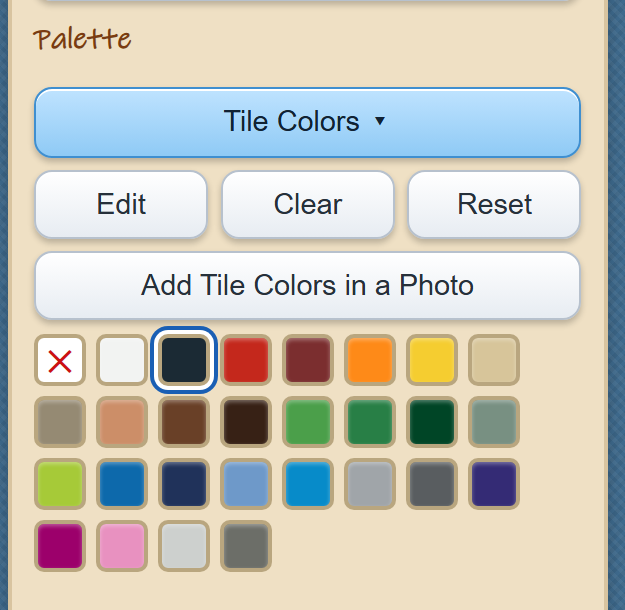 Palette
Tile Colors ▼
Edit Clear Reset
Add Tile Colors in a Photo